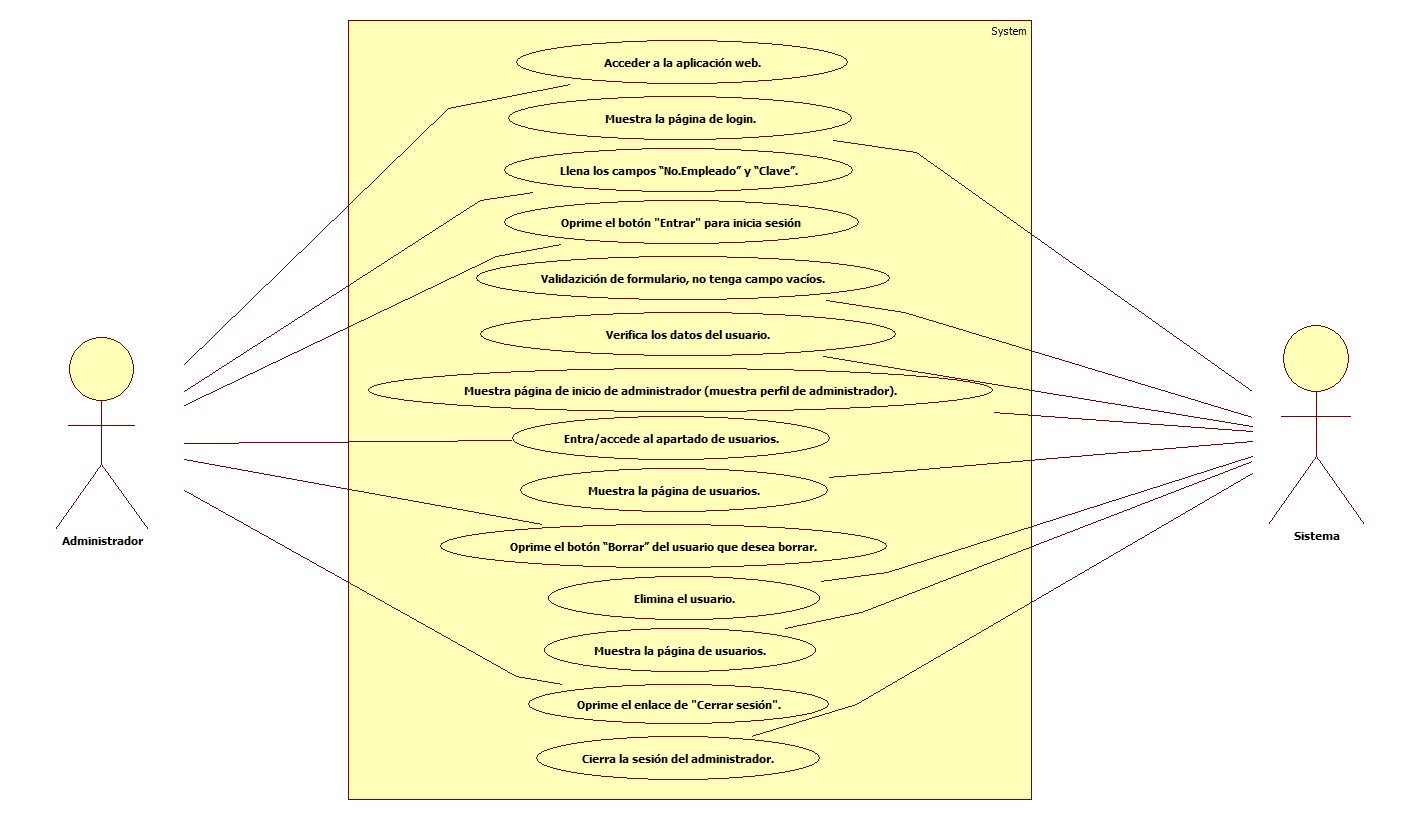 System
Acceder a la aplicación web.
Muestra la página de login.
Llena los campos “No.Empleado” y “Clave”.
Oprime el botón "Entrar" para inicia sesión
Validazición de formulario, no tenga campo vacíos.
Verifica los datos del usuario.
Muestra página de inicio de administrador (muestra perfil de administrador).
Entra/accede al apartado de usuarios.
Muestra la página de usuarios.
Oprime el botón “Borrar” del usuario que desea borrar.
Elimina el usuario.
Muestra la página de usuarios.
Oprime el enlace de "Cerrar sesión".
Cierra la sesión del administrador.
Administrador
Sistema